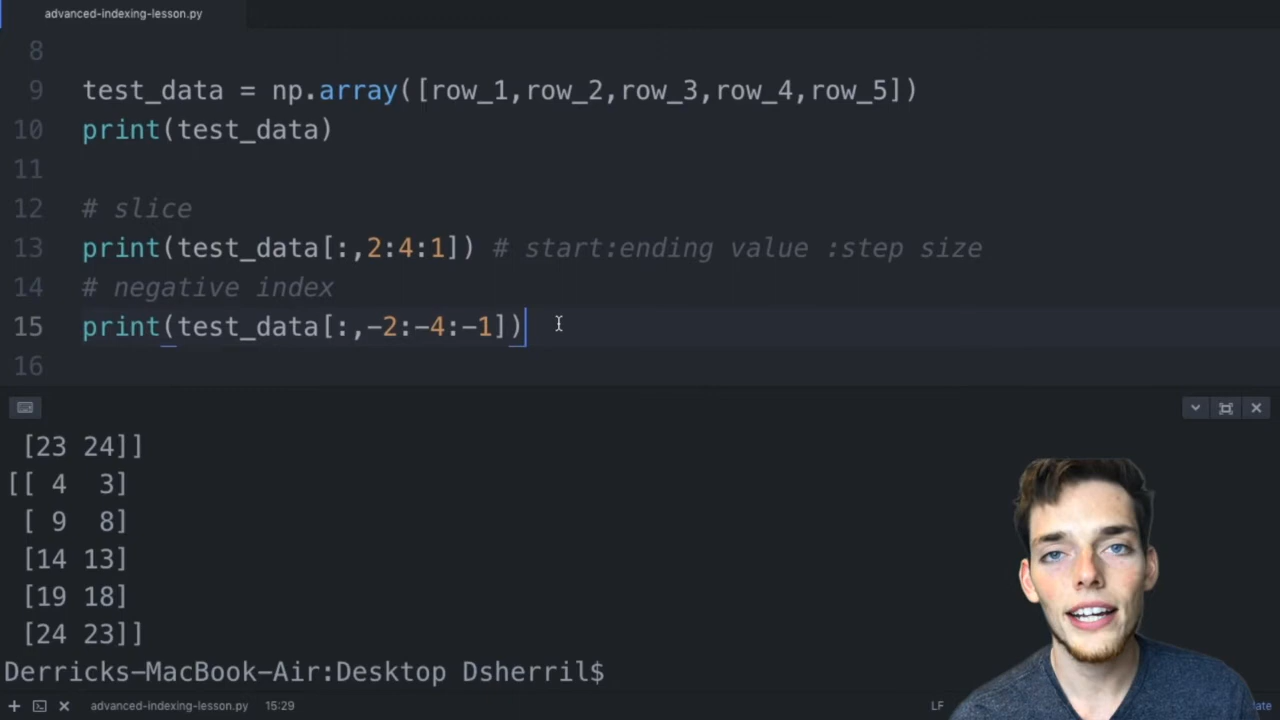 advanced-indexing-lesson.py
8
9 test_data = np.array([row_1,row_2,row_3,row_4,row_5])
10 print(test_data)
11
12 # slice
13 print(test_data[:,2:4:1]) # start:ending value :step size
14 # negative index
15 print(test_data[:,-2:-4:-1])
16
[23 24]]
[[ 4 3]
[ 9 8]
[14 13]
[19 18]
[24 23]]
Derricks-MacBook-Air:Desktop Dsherril$
advanced-indexing-lesson.py 15:29 LF